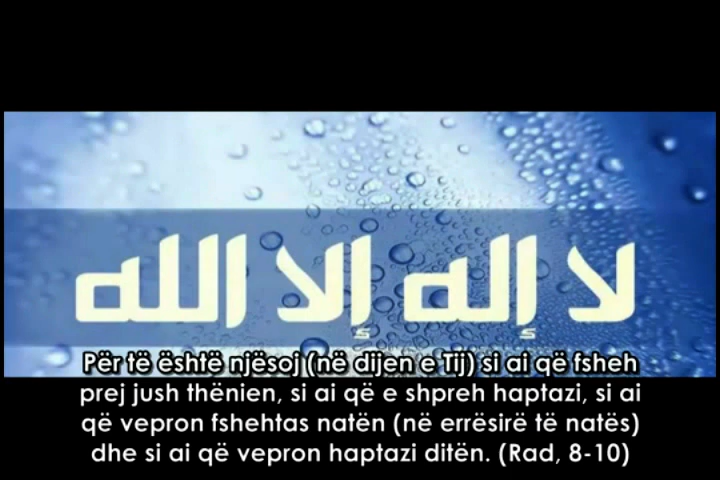 لا إله إلا الله
Për të është njësoj (në dijen e Tij) si ai që fsheh
prej jush thënien, si ai që e shpreh haptazi, si ai
që vepron fshehtas natën (në errësirë të natës)
dhe si ai që vepron haptazi ditën. (Rad, 8-10)